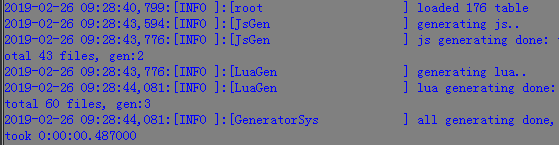 2019-02-26 09:28:40,799:[INFO ]:[root                ] loaded 176 table
2019-02-26 09:28:43,594:[INFO ]:[JsGen               ] generating js..
2019-02-26 09:28:43,776:[INFO ]:[JsGen               ] js generating done: t
otal 43 files, gen:2
2019-02-26 09:28:43,776:[INFO ]:[LuaGen              ] generating lua..
2019-02-26 09:28:44,081:[INFO ]:[LuaGen              ] lua generating done:
total 60 files, gen:3
2019-02-26 09:28:44,081:[INFO ]:[GeneratorSys        ] all generating done,
took 0:00:00.487000